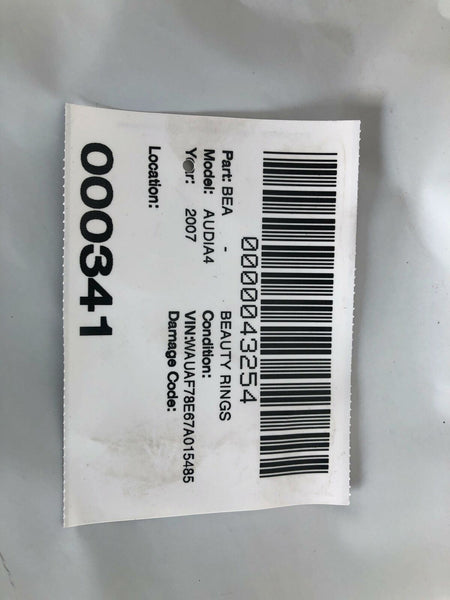 0000043254
Part: BEA - BEAUTY RINGS
Model: AUDIA4 Condition:
Year: 2007 VIN:WAUAF78E67A015485
Damage Code:
Location:
000341